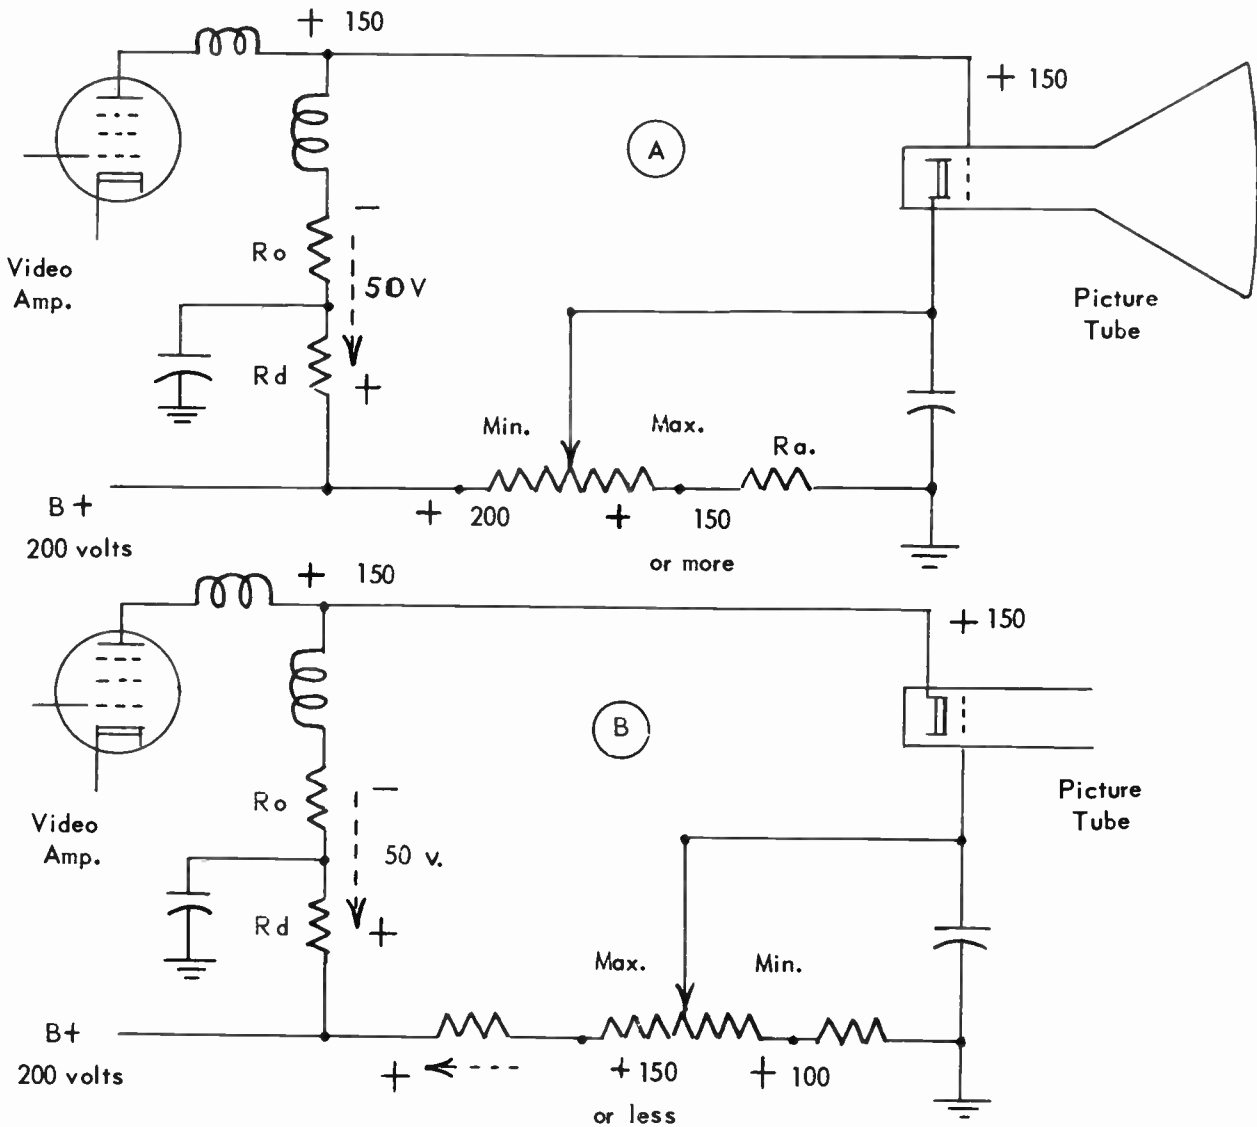 + 150
+ 150
A
Ro
−
50V
Video
Amp.
Picture
Tube
Rd
+
Min.
Max.
Ra.
B +
200 volts
+ 200
+ 150
or more
+ 150
+ 150
B
Ro
−
Picture
Tube
Video
Amp.
50 v.
Rd
+
Max.
Min.
B+
200 volts
+
+ 150
+ 100
or less